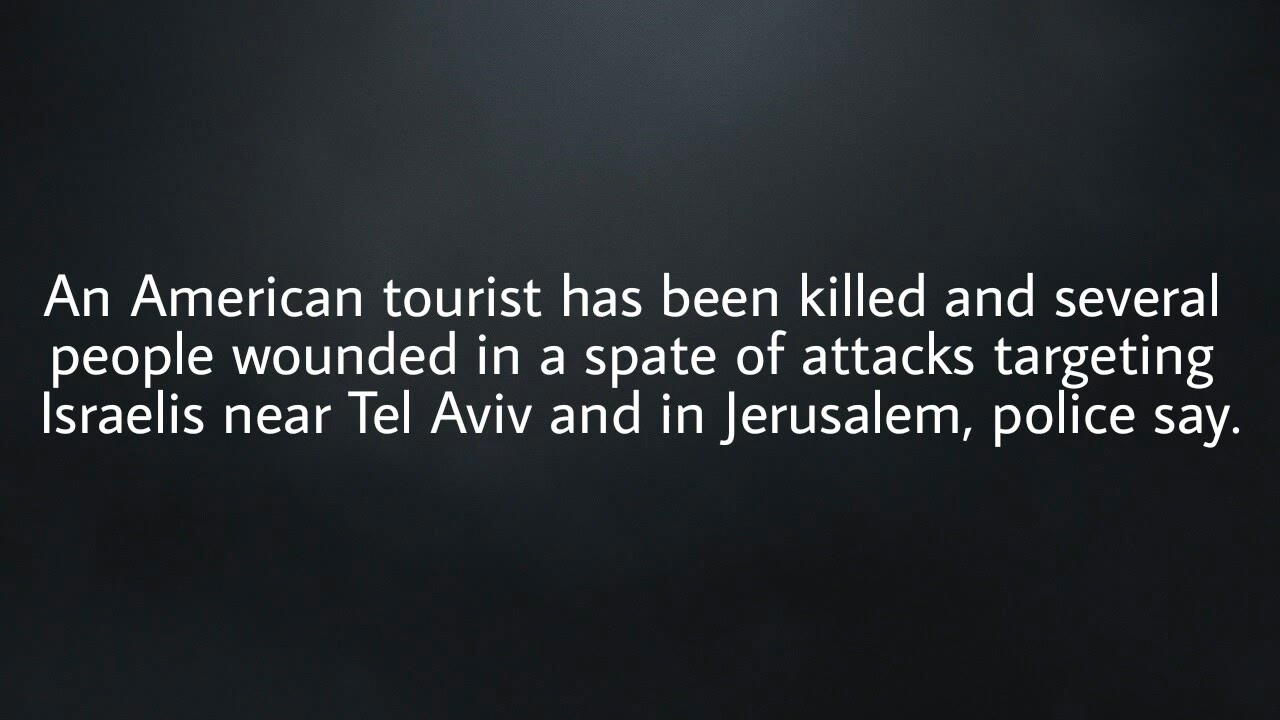 An American tourist has been killed and several
people wounded in a spate of attacks targeting
Israelis near Tel Aviv and in Jerusalem, police say.